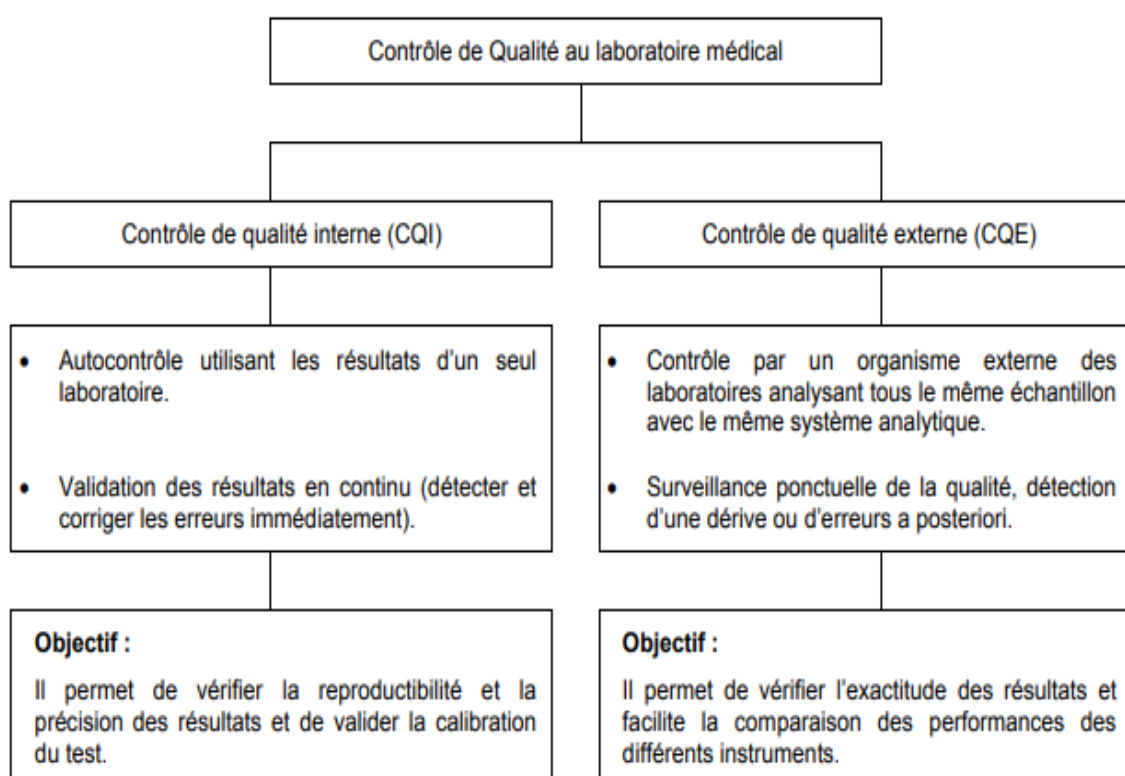 Contrôle de Qualité au laboratoire médical
Contrôle de qualité interne (CQI)
Contrôle de qualité externe (CQE)
• Autocontrôle utilisant les résultats d'un seul
laboratoire.
• Validation des résultats en continu (détecter et
corriger les erreurs immédiatement).
• Contrôle par un organisme externe des
laboratoires analysant tous le même échantillon
avec le même système analytique.
• Surveillance ponctuelle de la qualité, détection
d'une dérive ou d'erreurs a posteriori.
Objectif :
Il permet de vérifier la reproductibilité et la
précision des résultats et de valider la calibration
du test.
Objectif :
Il permet de vérifier l'exactitude des résultats et
facilite la comparaison des performances des
différents instruments.